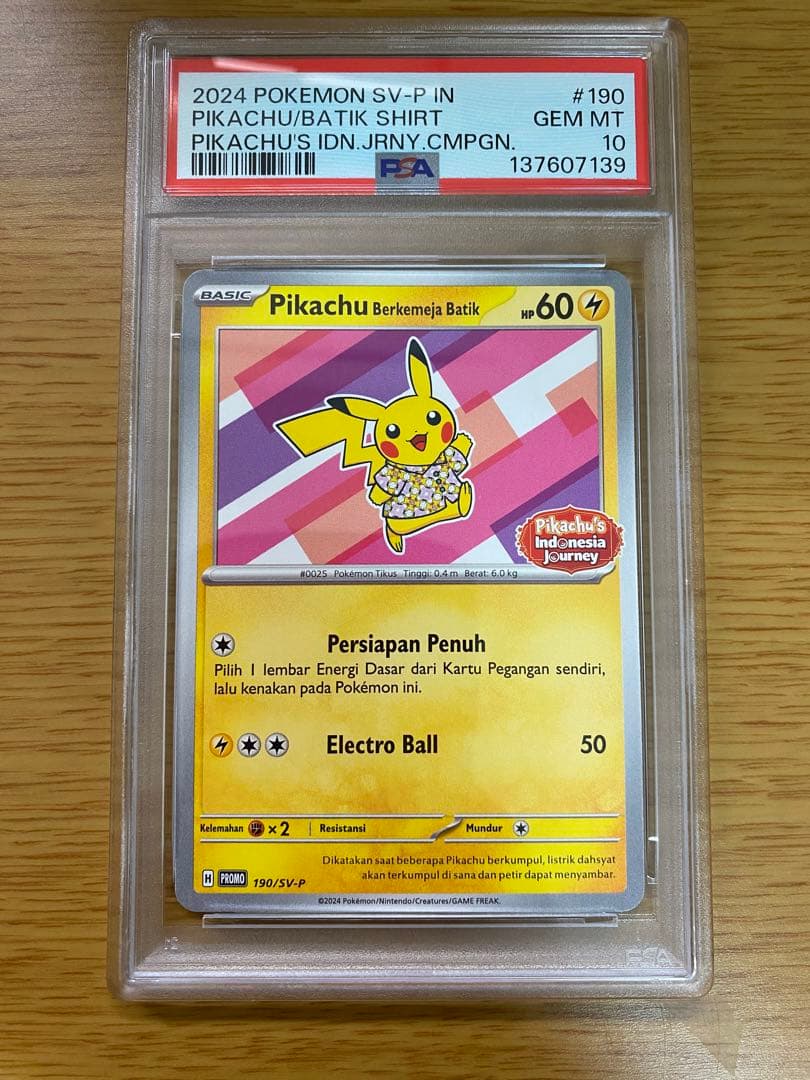 2024 POKEMON SV-P IN #190
PIKACHU/BATIK SHIRT GEM MT
PIKACHU'S IDN.JRNY.CMPGN. 10
PSA 137607139
BASIC Pikachu Berkemeja Batik HP 60
Pikachu's
Indonesia
Journey
#0025 Pokémon Tikus Tinggi: 0.4 m Berat: 6.0 kg
Persiapan Penuh
Pilih 1 lembar Energi Dasar dari Kartu Pegangan sendiri,
lalu kenakan pada Pokémon ini.
Electro Ball 50
Kelemahan ×2 Resistansi Mundur
Dikatakan saat beberapa Pikachu berkumpul, listrik dahsyat
akan terkumpul di sana dan petir dapat menyambar.
H PROMO 190/SV-P
©2024 Pokémon/Nintendo/Creatures/GAME FREAK.
PSA